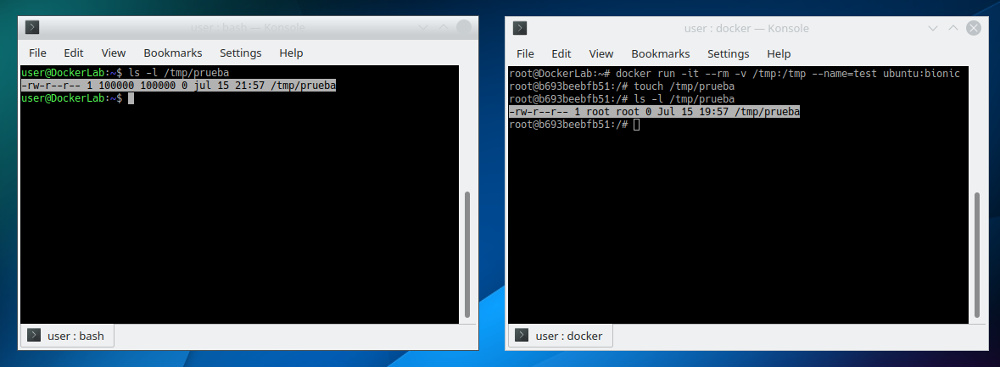 user : bash — Konsole
File Edit View Bookmarks Settings Help
user@DockerLab:~$ ls -l /tmp/prueba
-rw-r--r-- 1 100000 100000 0 jul 15 21:57 /tmp/prueba
user@DockerLab:~$
user : bash
user : docker — Konsole
File Edit View Bookmarks Settings Help
root@DockerLab:~# docker run -it --rm -v /tmp:/tmp --name=test ubuntu:bionic
root@b693beebfb51:/# touch /tmp/prueba
root@b693beebfb51:/# ls -l /tmp/prueba
-rw-r--r-- 1 root root 0 Jul 15 19:57 /tmp/prueba
root@b693beebfb51:/#
user : docker